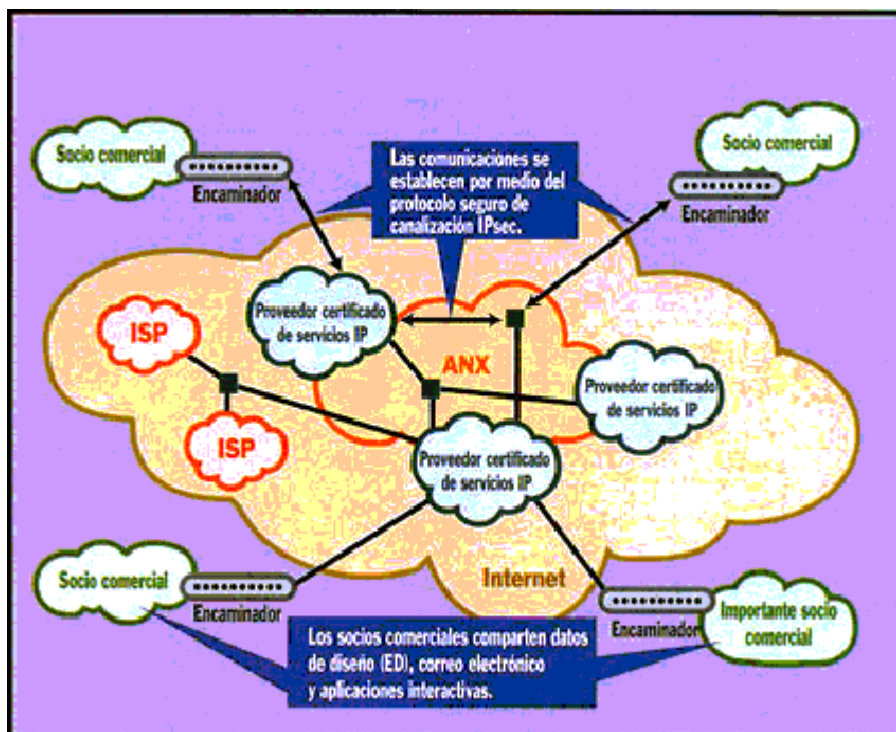 Socio comercial
Encaminador
Las comunicaciones se
establecen por medio del
protocolo seguro de
canalización IPsec.
Socio comercial
Encaminador
Proveedor certificado
de servicios IIP
ISP
ANX
Proveedor certificado
de servicios IP
ISP
Proveedor certificado
de servicios IIP
Internet
Socio comercial
Encaminador
Encaminador
Importante socio
comercial
Los socios comerciales comparten datos
de diseño (ED), correo electrónico
y aplicaciones interactivas.